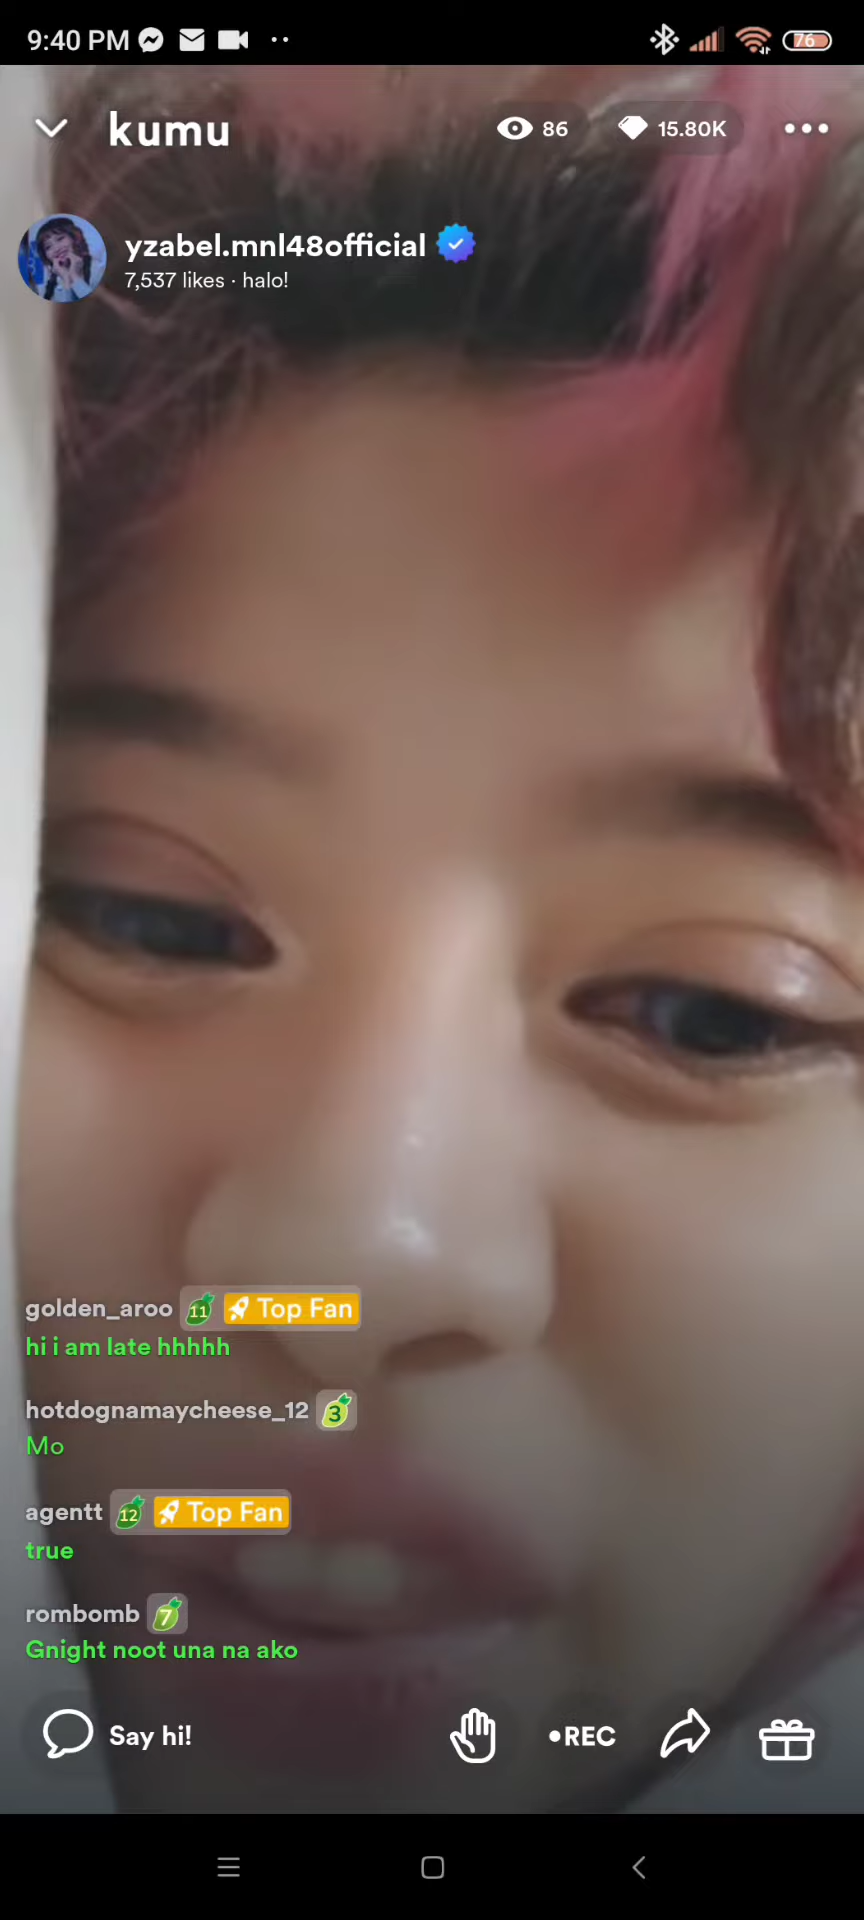 9:40 PM
76
kumu
86
15.80K
yzabel.mnl48official
7,537 likes · halo!
golden_aroo 11 Top Fan
hi i am late hhhhh
hotdognamaycheese_12 3
Mo
agentt 12 Top Fan
true
rombomb 7
Gnight noot una na ako
Say hi!
•REC